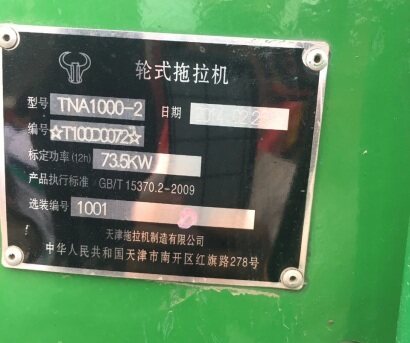 轮式拖拉机
型号 TNA1000-2 日期 2014.02.2
编号 ☆T100D0072☆
标定功率(12h) 73.5KW
产品执行标准 GB/T 15370.2-2009
选装编号 1001
天津拖拉机制造有限公司
中华人民共和国天津市南开区红旗路278号